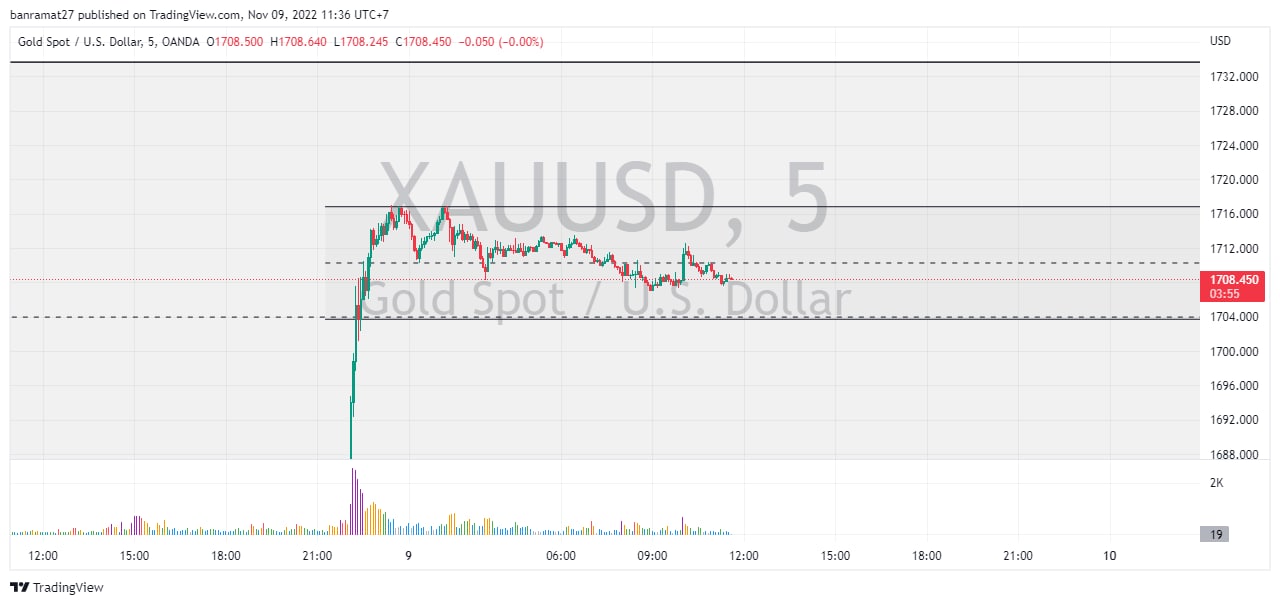 banramat27 published on TradingView.com, Nov 09, 2022 11:36 UTC+7
Gold Spot / U.S. Dollar, 5, OANDA O1708.500 H1708.640 L1708.245 C1708.450 −0.050 (−0.00%)
USD
1732.000
1728.000
1724.000
XAUUSD, 5
1720.000
1716.000
1712.000
1708.450
03:55
Gold Spot / U.S. Dollar
1704.000
1700.000
1696.000
1692.000
1688.000
2K
19
12:00 15:00 18:00 21:00 9 06:00 09:00 12:00 15:00 18:00 21:00 10
TradingView